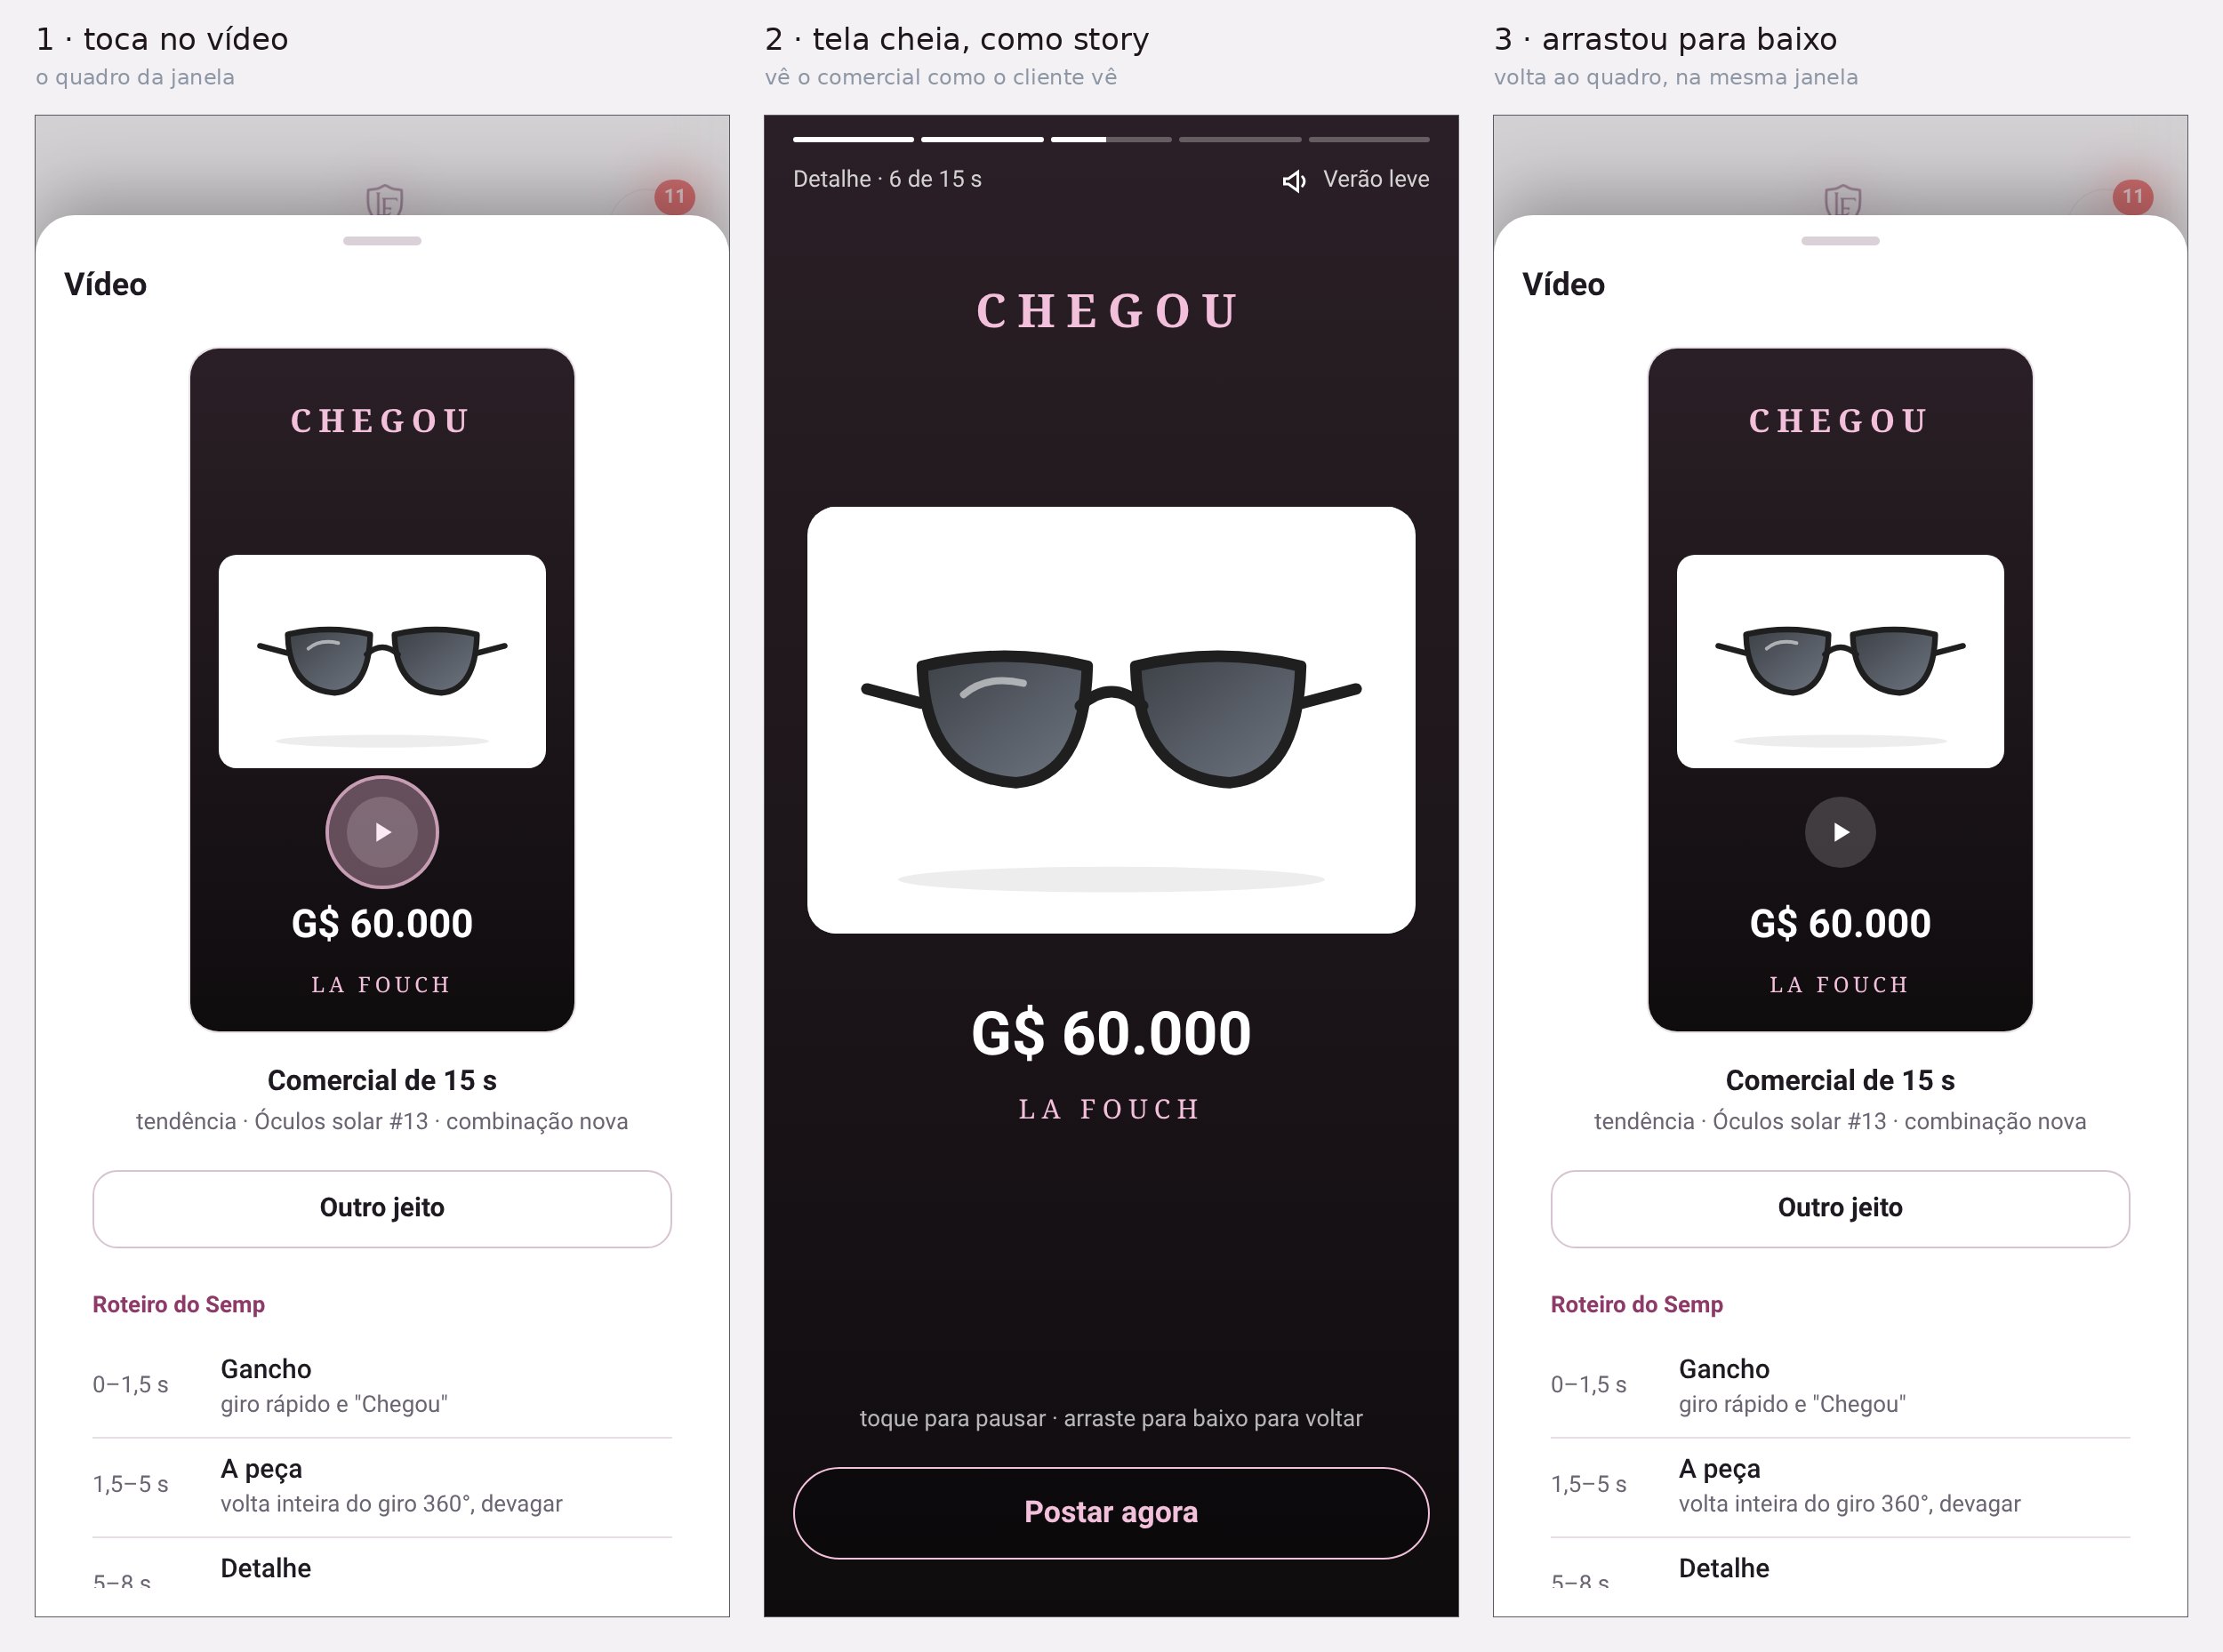 1 · toca no vídeo
o quadro da janela
11
Vídeo
CHEGOU
G$ 60.000
LA FOUCH
Comercial de 15 s
tendência · Óculos solar #13 · combinação nova
Outro jeito
Roteiro do Semp
0–1,5 s
Gancho
giro rápido e "Chegou"
1,5–5 s
A peça
volta inteira do giro 360°, devagar
5–8 s
Detalhe
2 · tela cheia, como story
vê o comercial como o cliente vê
Detalhe · 6 de 15 s
Verão leve
CHEGOU
G$ 60.000
LA FOUCH
toque para pausar · arraste para baixo para voltar
Postar agora
3 · arrastou para baixo
volta ao quadro, na mesma janela
11
Vídeo
CHEGOU
G$ 60.000
LA FOUCH
Comercial de 15 s
tendência · Óculos solar #13 · combinação nova
Outro jeito
Roteiro do Semp
0–1,5 s
Gancho
giro rápido e "Chegou"
1,5–5 s
A peça
volta inteira do giro 360°, devagar
5–8 s
Detalhe